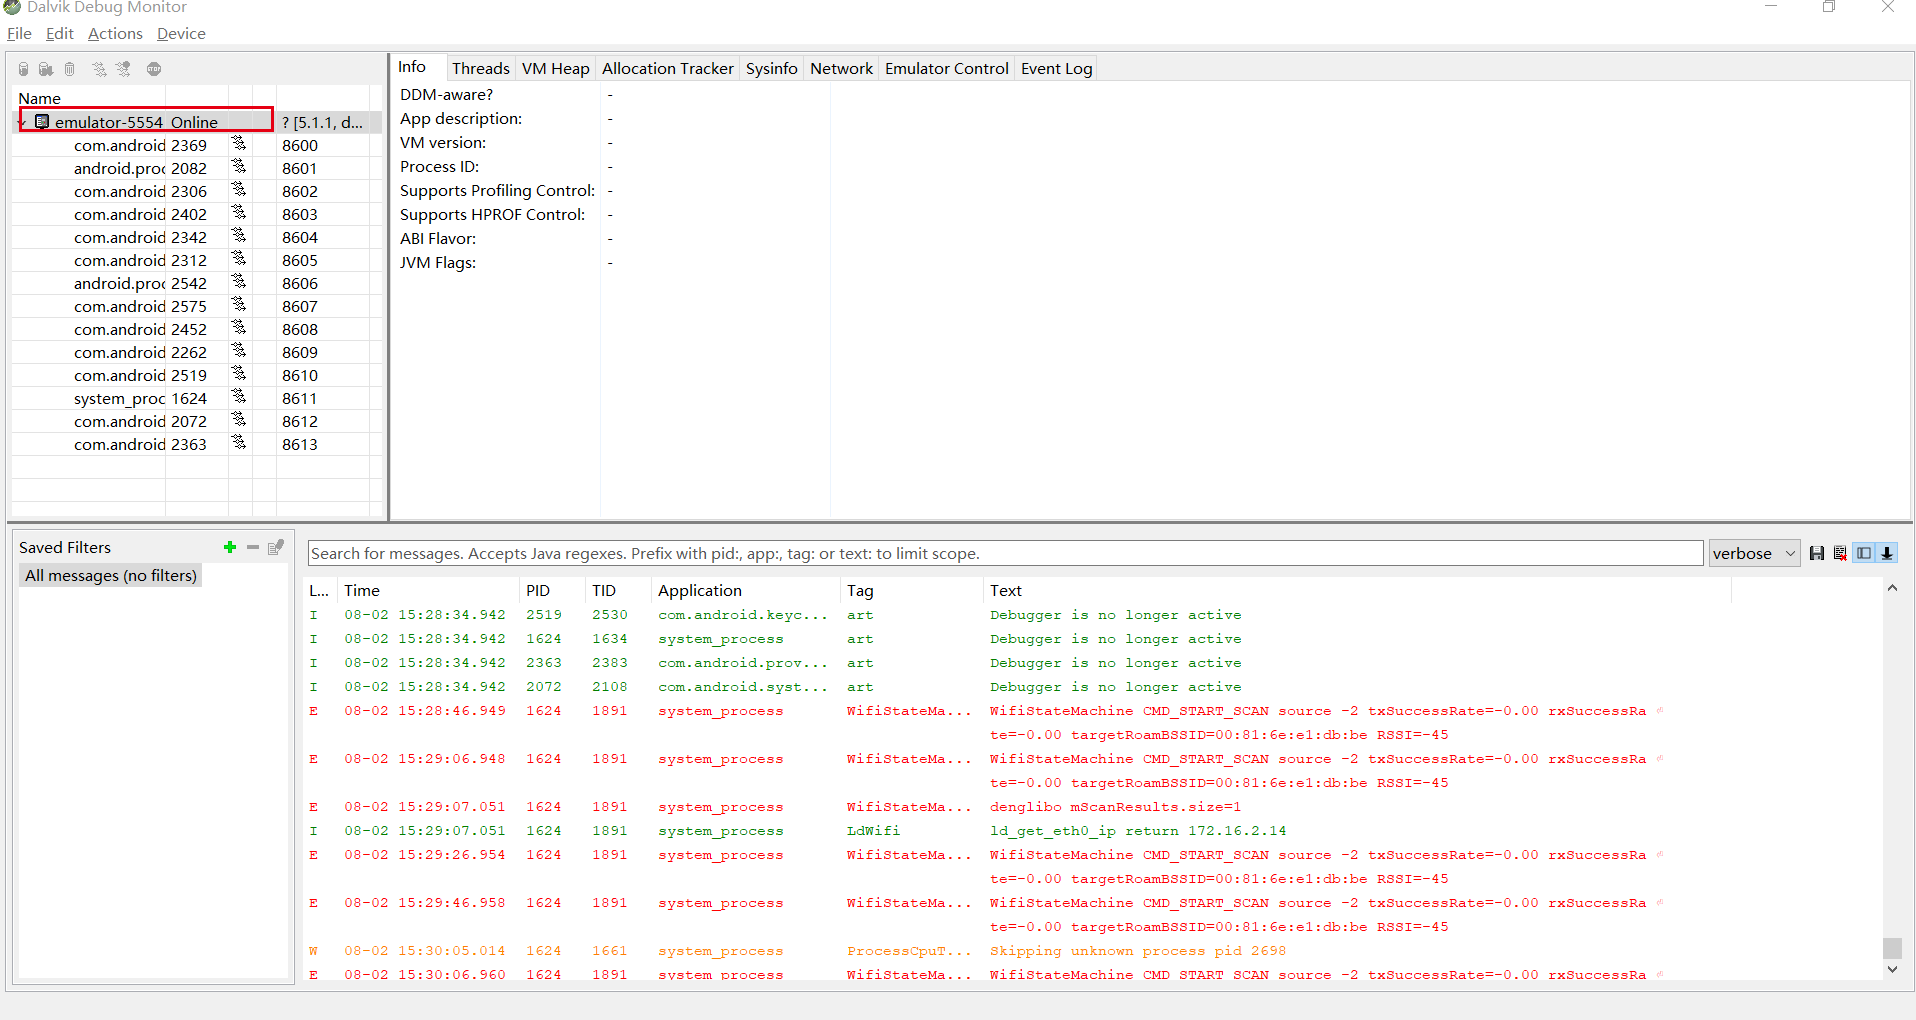 Dalvik Debug Monitor
File Edit Actions Device
Info Threads VM Heap Allocation Tracker Sysinfo Network Emulator Control Event Log
Name
emulator-5554 Online ? [5.1.1, d...
com.android 2369 8600
android.proc 2082 8601
com.android 2306 8602
com.android 2402 8603
com.android 2342 8604
com.android 2312 8605
android.proc 2542 8606
com.android 2575 8607
com.android 2452 8608
com.android 2262 8609
com.android 2519 8610
system_proc 1624 8611
com.android 2072 8612
com.android 2363 8613
DDM-aware? -
App description: -
VM version: -
Process ID: -
Supports Profiling Control: -
Supports HPROF Control: -
ABI Flavor: -
JVM Flags: -
Saved Filters
All messages (no filters)
Search for messages. Accepts Java regexes. Prefix with pid:, app:, tag: or text: to limit scope.
verbose
L... Time PID TID Application Tag Text
I 08-02 15:28:34.942 2519 2530 com.android.keyc... art Debugger is no longer active
I 08-02 15:28:34.942 1624 1634 system_process art Debugger is no longer active
I 08-02 15:28:34.942 2363 2383 com.android.prov... art Debugger is no longer active
I 08-02 15:28:34.942 2072 2108 com.android.syst... art Debugger is no longer active
E 08-02 15:28:46.949 1624 1891 system_process WifiStateMa... WifiStateMachine CMD_START_SCAN source -2 txSuccessRate=-0.00 rxSuccessRa
te=-0.00 targetRoamBSSID=00:81:6e:e1:db:be RSSI=-45
E 08-02 15:29:06.948 1624 1891 system_process WifiStateMa... WifiStateMachine CMD_START_SCAN source -2 txSuccessRate=-0.00 rxSuccessRa
te=-0.00 targetRoamBSSID=00:81:6e:e1:db:be RSSI=-45
E 08-02 15:29:07.051 1624 1891 system_process WifiStateMa... denglibo mScanResults.size=1
I 08-02 15:29:07.051 1624 1891 system_process LdWifi ld_get_eth0_ip return 172.16.2.14
E 08-02 15:29:26.954 1624 1891 system_process WifiStateMa... WifiStateMachine CMD_START_SCAN source -2 txSuccessRate=-0.00 rxSuccessRa
te=-0.00 targetRoamBSSID=00:81:6e:e1:db:be RSSI=-45
E 08-02 15:29:46.958 1624 1891 system_process WifiStateMa... WifiStateMachine CMD_START_SCAN source -2 txSuccessRate=-0.00 rxSuccessRa
te=-0.00 targetRoamBSSID=00:81:6e:e1:db:be RSSI=-45
W 08-02 15:30:05.014 1624 1661 system_process ProcessCpuT... Skipping unknown process pid 2698
E 08-02 15:30:06.960 1624 1891 system_process WifiStateMa... WifiStateMachine CMD_START_SCAN source -2 txSuccessRate=-0.00 rxSuccessRa